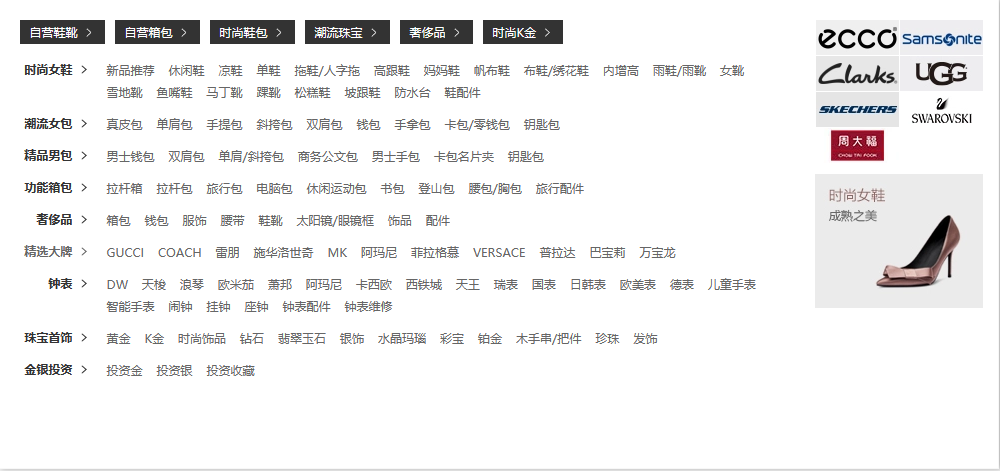 自营鞋靴 > 自营箱包 > 时尚鞋包 > 潮流珠宝 > 奢侈品 > 时尚K金 >
时尚女鞋 > 新品推荐 休闲鞋 凉鞋 单鞋 拖鞋/人字拖 高跟鞋 妈妈鞋 帆布鞋 布鞋/绣花鞋 内增高 雨鞋/雨靴 女靴
雪地靴 鱼嘴鞋 马丁靴 踝靴 松糕鞋 坡跟鞋 防水台 鞋配件
潮流女包 > 真皮包 单肩包 手提包 斜挎包 双肩包 钱包 手拿包 卡包/零钱包 钥匙包
精品男包 > 男士钱包 双肩包 单肩/斜挎包 商务公文包 男士手包 卡包名片夹 钥匙包
功能箱包 > 拉杆箱 拉杆包 旅行包 电脑包 休闲运动包 书包 登山包 腰包/胸包 旅行配件
奢侈品 > 箱包 钱包 服饰 腰带 鞋靴 太阳镜/眼镜框 饰品 配件
精选大牌 > GUCCI COACH 雷朋 施华洛世奇 MK 阿玛尼 菲拉格慕 VERSACE 普拉达 巴宝莉 万宝龙
钟表 > DW 天梭 浪琴 欧米茄 萧邦 阿玛尼 卡西欧 西铁城 天王 瑞表 国表 日韩表 欧美表 德表 儿童手表
智能手表 闹钟 挂钟 座钟 钟表配件 钟表维修
珠宝首饰 > 黄金 K金 时尚饰品 钻石 翡翠玉石 银饰 水晶玛瑙 彩宝 铂金 木手串/把件 珍珠 发饰
金银投资 > 投资金 投资银 投资收藏
ecco Samsonite
Clarks UGG
SKECHERS SWAROVSKI
周大福
CHOW TAI FOOK
时尚女鞋
成熟之美